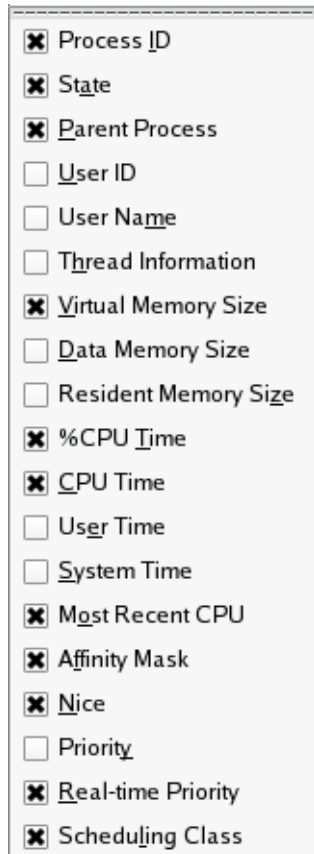 Process ID
State
Parent Process
User ID
User Name
Thread Information
Virtual Memory Size
Data Memory Size
Resident Memory Size
%CPU Time
CPU Time
User Time
System Time
Most Recent CPU
Affinity Mask
Nice
Priority
Real-time Priority
Scheduling Class